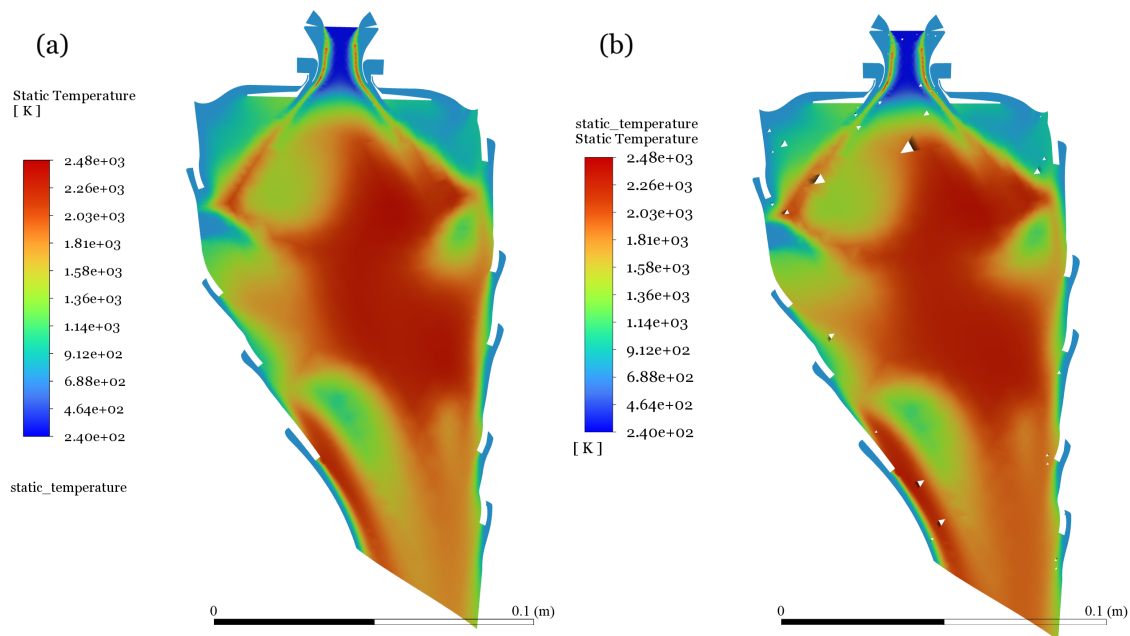 (a)
Static Temperature
[ K ]
2.48e+03
2.26e+03
2.03e+03
1.81e+03
1.58e+03
1.36e+03
1.14e+03
9.12e+02
6.88e+02
4.64e+02
2.40e+02
static_temperature
0
0.1 (m)
(b)
static_temperature
Static Temperature
2.48e+03
2.26e+03
2.03e+03
1.81e+03
1.58e+03
1.36e+03
1.14e+03
9.12e+02
6.88e+02
4.64e+02
2.40e+02
[ K ]
0
0.1 (m)